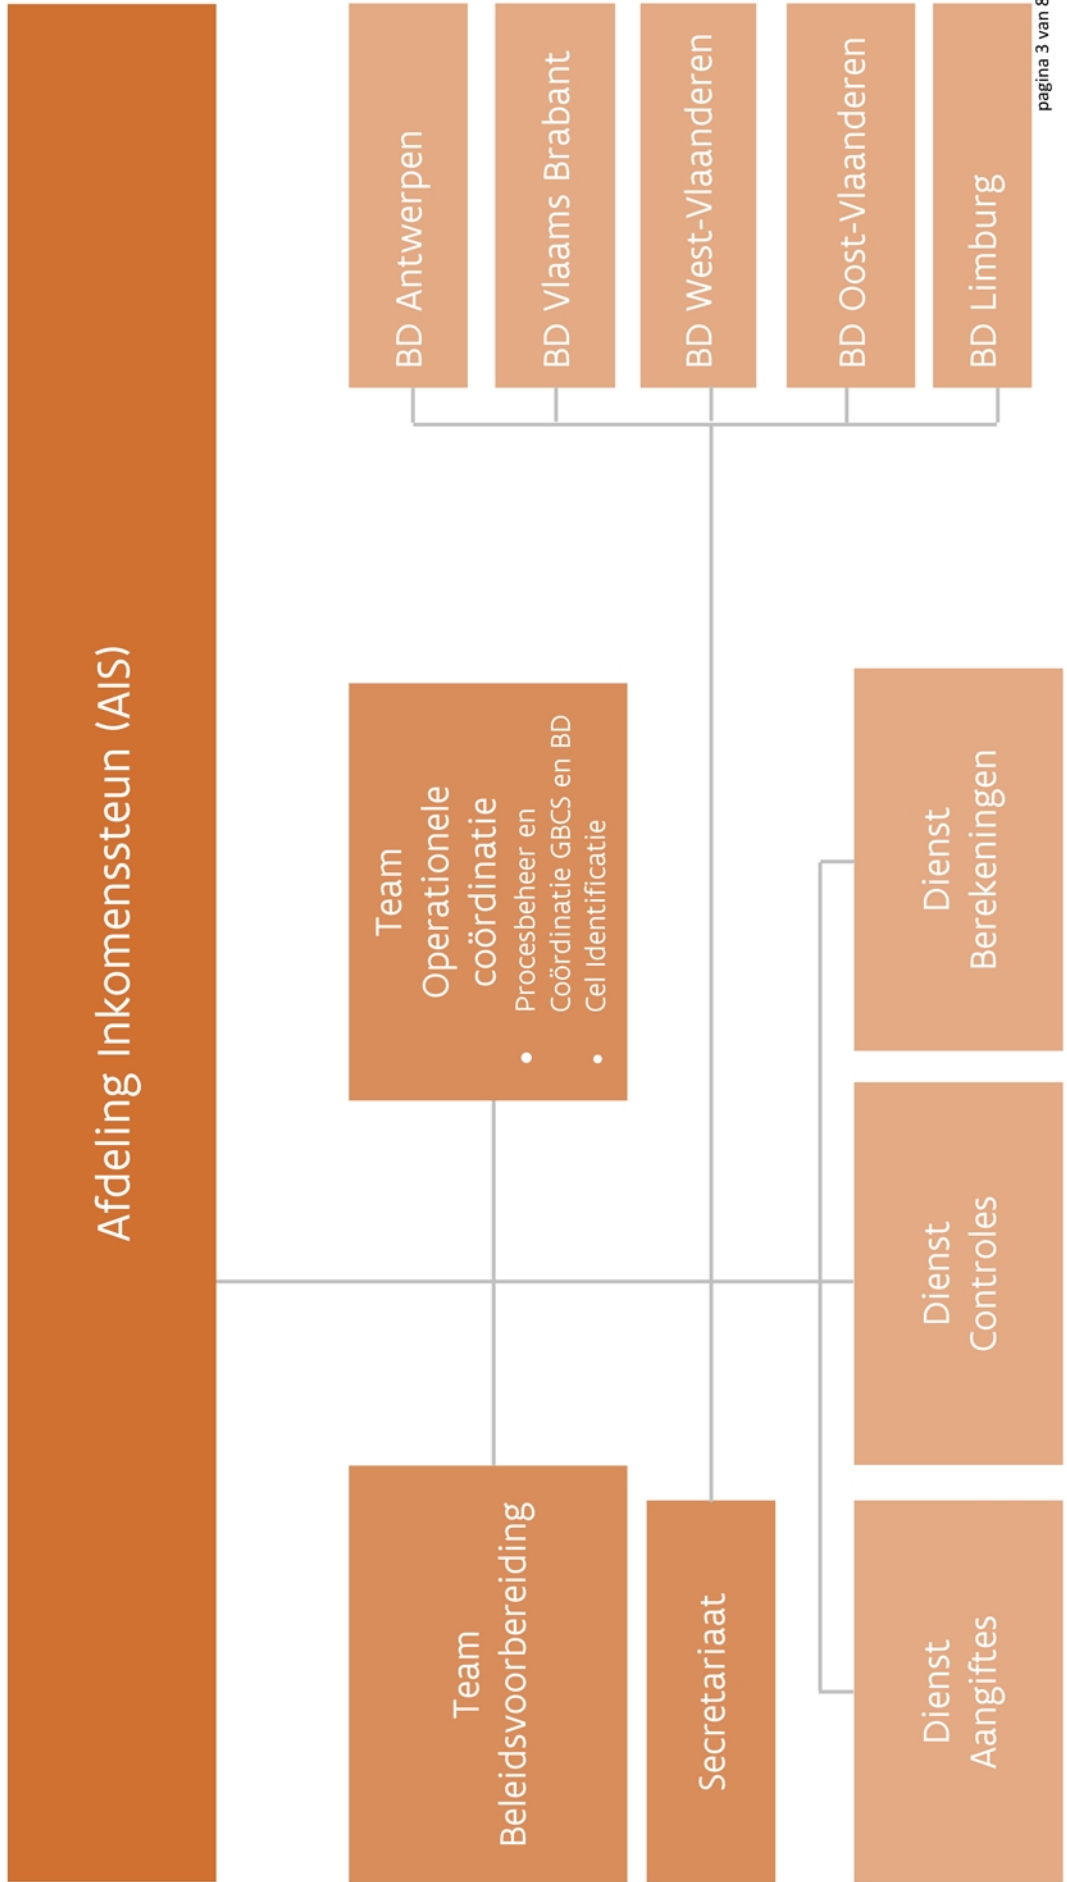 Afdeling Inkomenssteun (AIS)
Team
Beleidsvoorbereiding
Team
Operationele
coördinatie
• Procesbeheer en
Coördinatie GBCS en BD
• Cel Identificatie
BD Antwerpen
BD Vlaams Brabant
Secretariaat
BD West-Vlaanderen
BD Oost-Vlaanderen
BD Limburg
Dienst
Aangiftes
Dienst
Controles
Dienst
Berekeningen
pagina 3 van 8